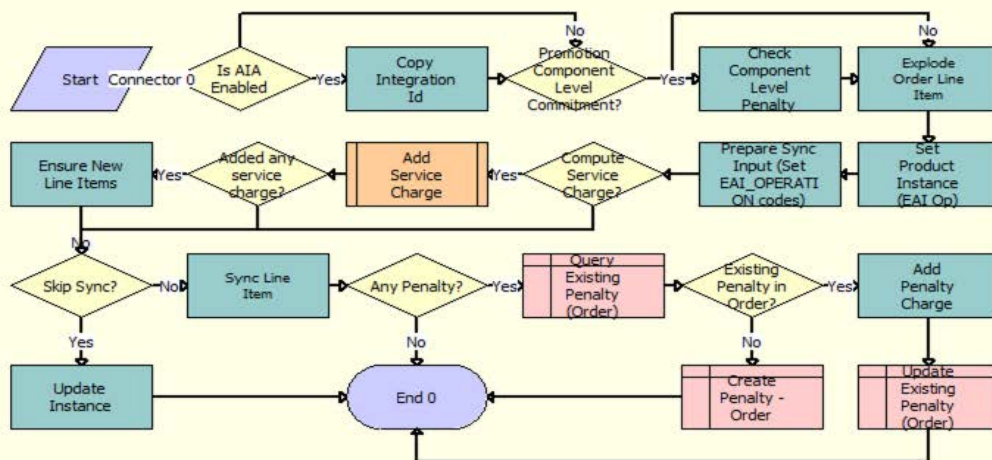 No
No
Start
Connector 0
Is AIA
Enabled
Yes
Copy
Integration
Id
Promotion
Component
Level
Commitment?
Yes
Check
Component
Level
Penalty
Explode
Order Line
Item
Ensure New
Line Items
Yes
Added any
service
charge?
Add
Service
Charge
Yes
Compute
Service
Charge?
Prepare Sync
Input (Set
EAI_OPERATI
ON codes)
Set
Product
Instance
(EAI Op)
No
Skip Sync?
No
Sync Line
Item
Any Penalty?
Yes
Query
Existing
Penalty
(Order)
Existing
Penalty in
Order?
Yes
Add
Penalty
Charge
Yes
No
No
Update
Instance
End 0
Create
Penalty -
Order
Update
Existing
Penalty
(Order)